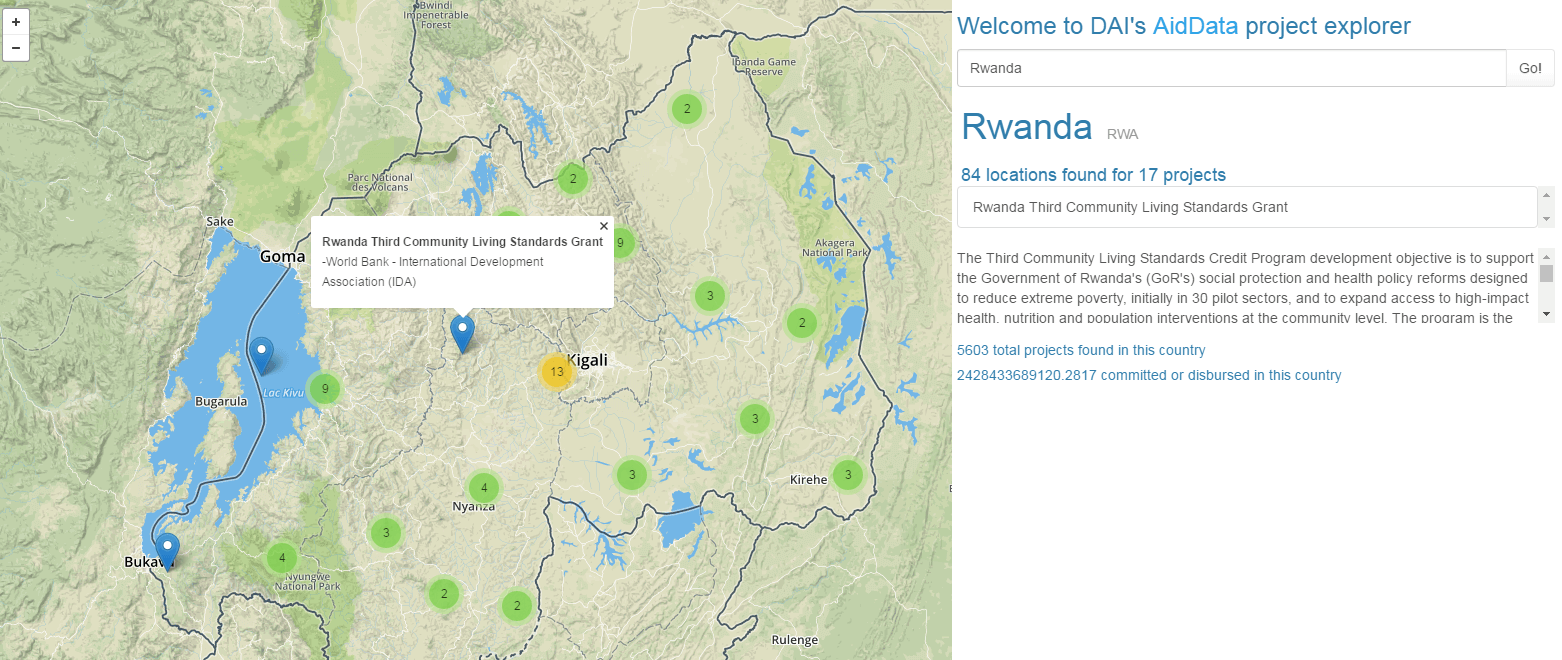 +
−
Bwindi
Impenetrable
Forest
Ibanda Game
Reserve
2
2
Parc National
des Volcans
Sake
Goma
9
Akagera
National Park
×
Rwanda Third Community Living Standards Grant
-World Bank - International Development
Association (IDA)
3
2
13
Kigali
9
Lac Kivu
Bugarula
3
3
Kirehe
3
4
Nyanza
3
Bukavu
4
Nyungwe
National Park
2
2
Rulenge
Welcome to DAI's AidData project explorer
Rwanda
Go!
Rwanda RWA
84 locations found for 17 projects
Rwanda Third Community Living Standards Grant
The Third Community Living Standards Credit Program development objective is to support
the Government of Rwanda's (GoR's) social protection and health policy reforms designed
to reduce extreme poverty, initially in 30 pilot sectors, and to expand access to high-impact
health, nutrition and population interventions at the community level. The program is the
5603 total projects found in this country
2428433689120.2817 committed or disbursed in this country